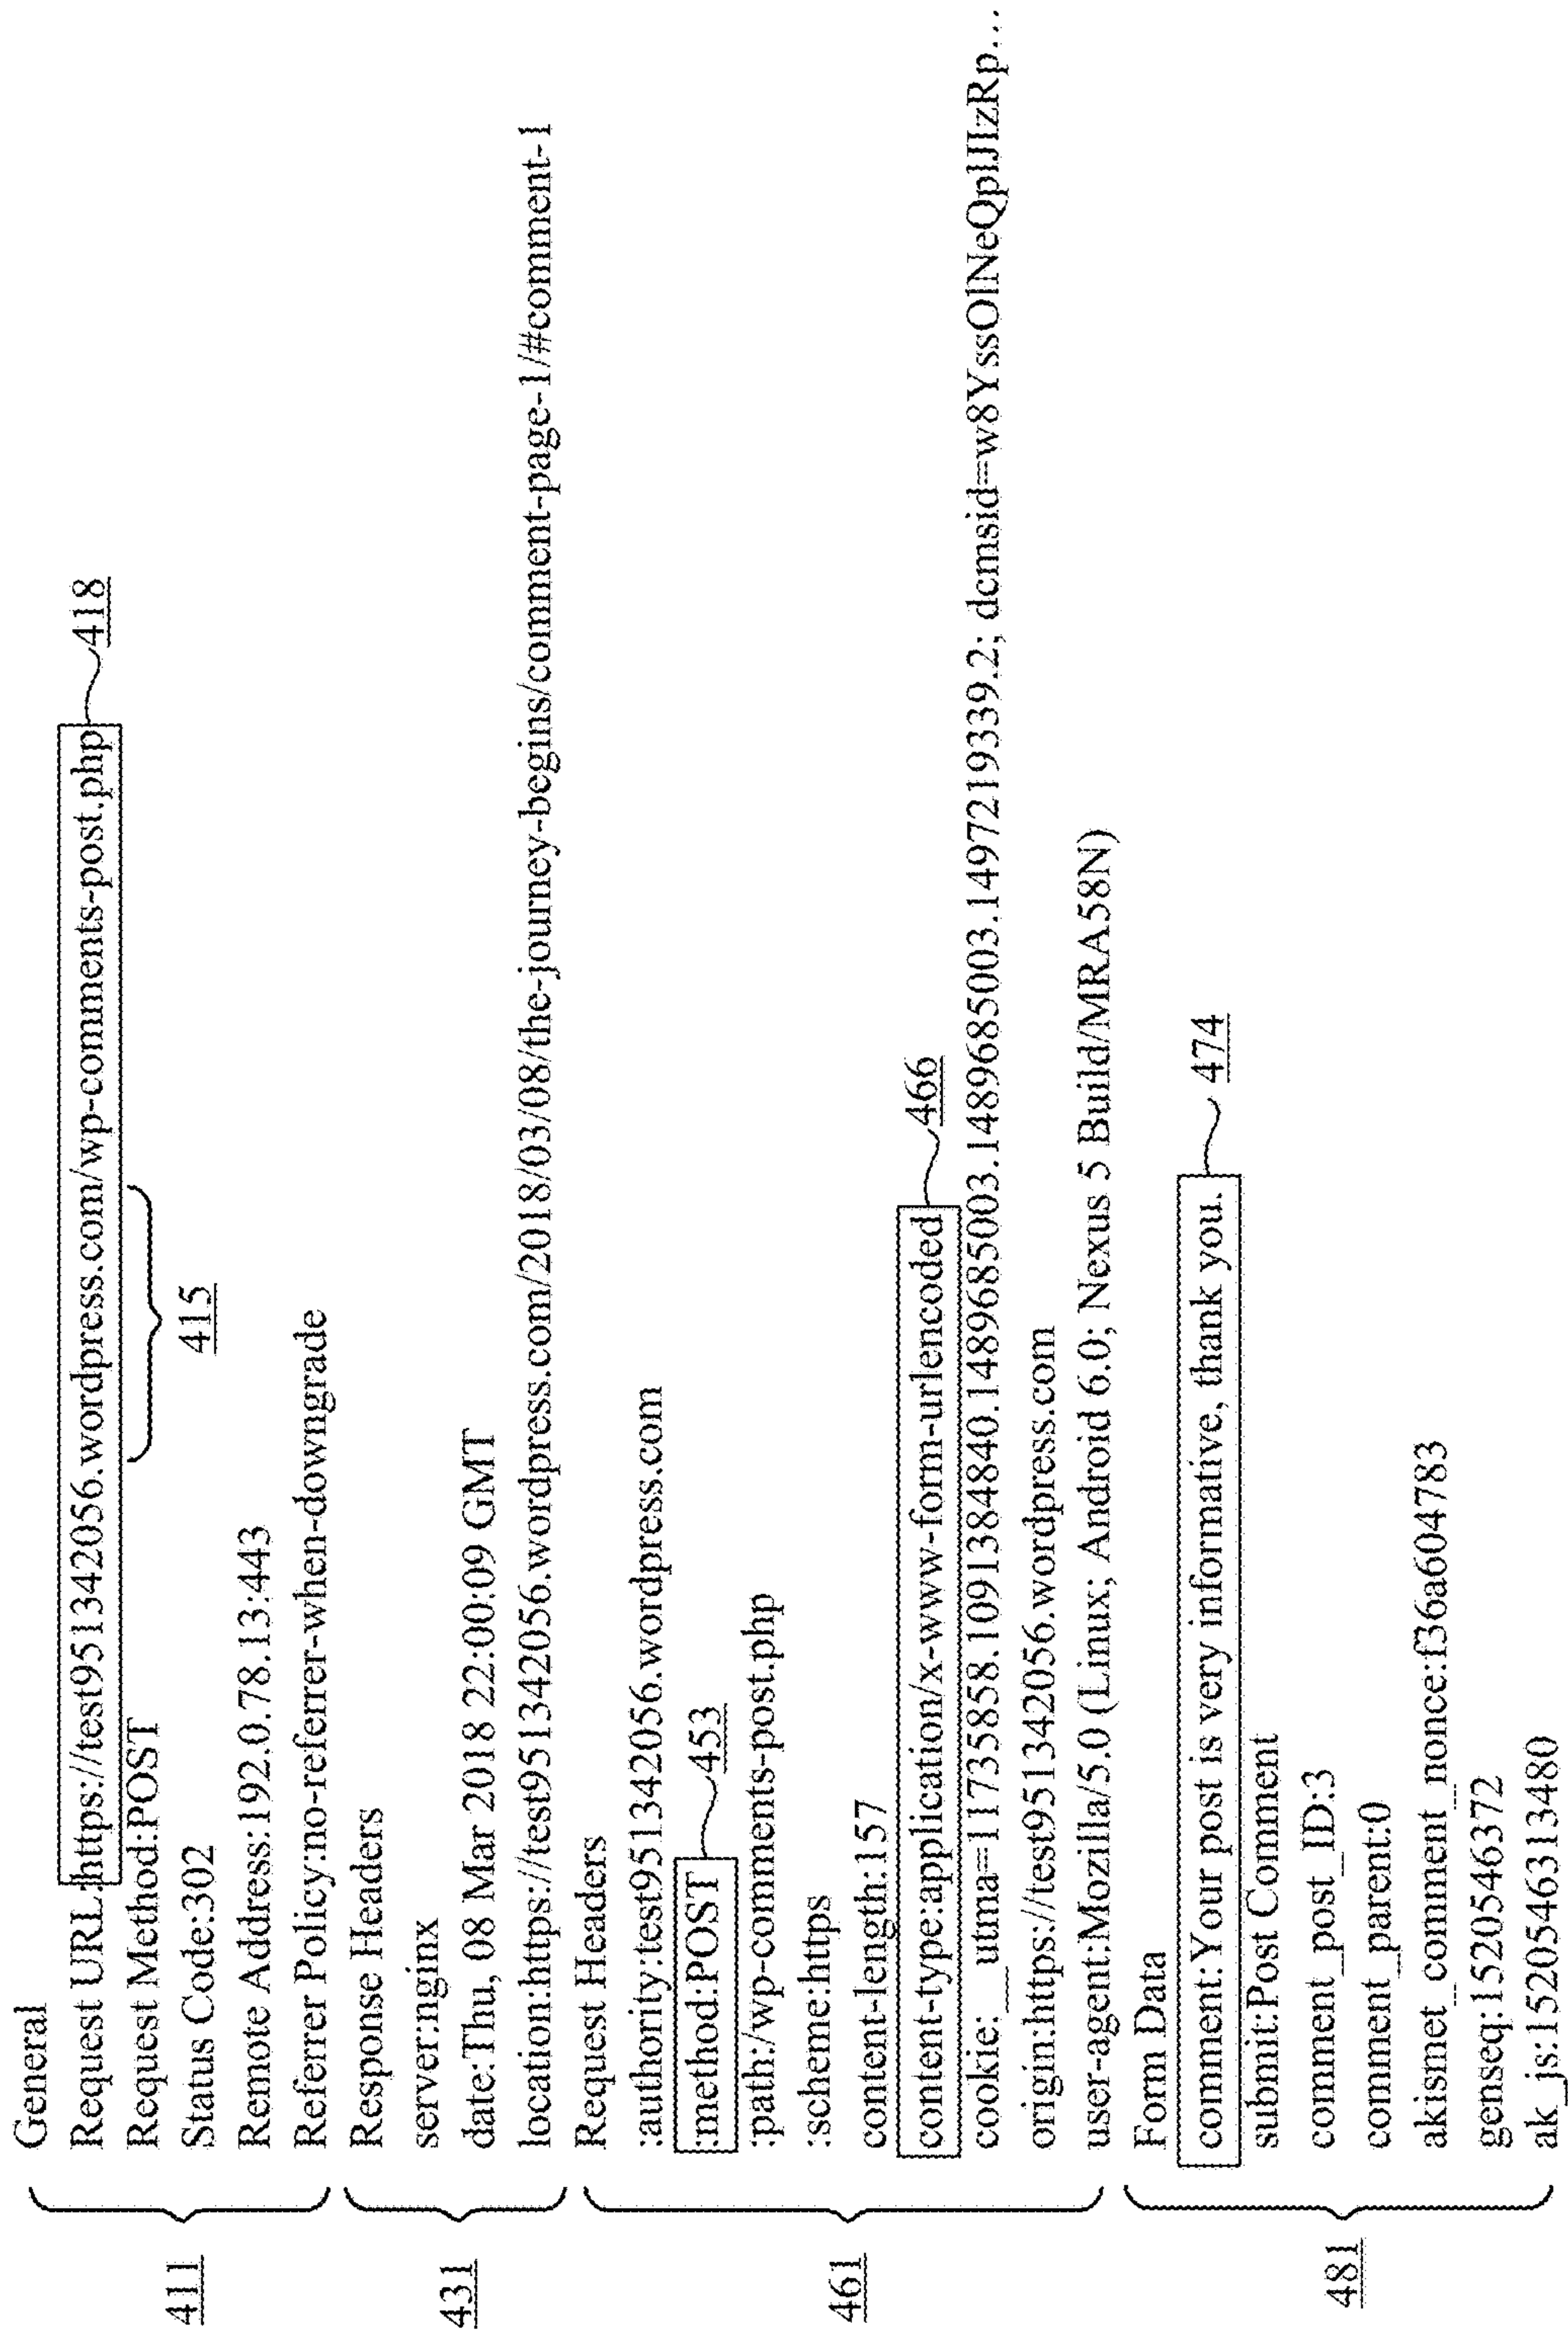 General
Request URL:https://test951342056.wordpress.com/wp-comments-post.php 418
Request Method:POST
415
Status Code:302
Remote Address:192.0.78.13:443
Referrer Policy:no-referrer-when-downgrade
411
Response Headers
server:nginx
date:Thu, 08 Mar 2018 22:00:09 GMT
location:https://test951342056.wordpress.com/2018/03/08/the-journey-begins/comment-page-1/#comment-1
431
Request Headers
:authority:test951342056.wordpress.com
:method:POST 453
:path:/wp-comments-post.php
:scheme:https
content-length:157
content-type:application/x-www-form-urlencoded 466
cookie:__utma=11735858.1091384840.1489685003.1489685003.1497219339.2; dcmsid=w8YssOlNeQpIJIzRp...
origin:https://test951342056.wordpress.com
user-agent:Mozilla/5.0 (Linux; Android 6.0; Nexus 5 Build/MRA58N)
461
Form Data
comment:Your post is very informative, thank you. 474
submit:Post Comment
comment_post_ID:3
comment_parent:0
akismet_comment_nonce:f36a604783
genseq:1520546372
ak_js:1520546313480
481